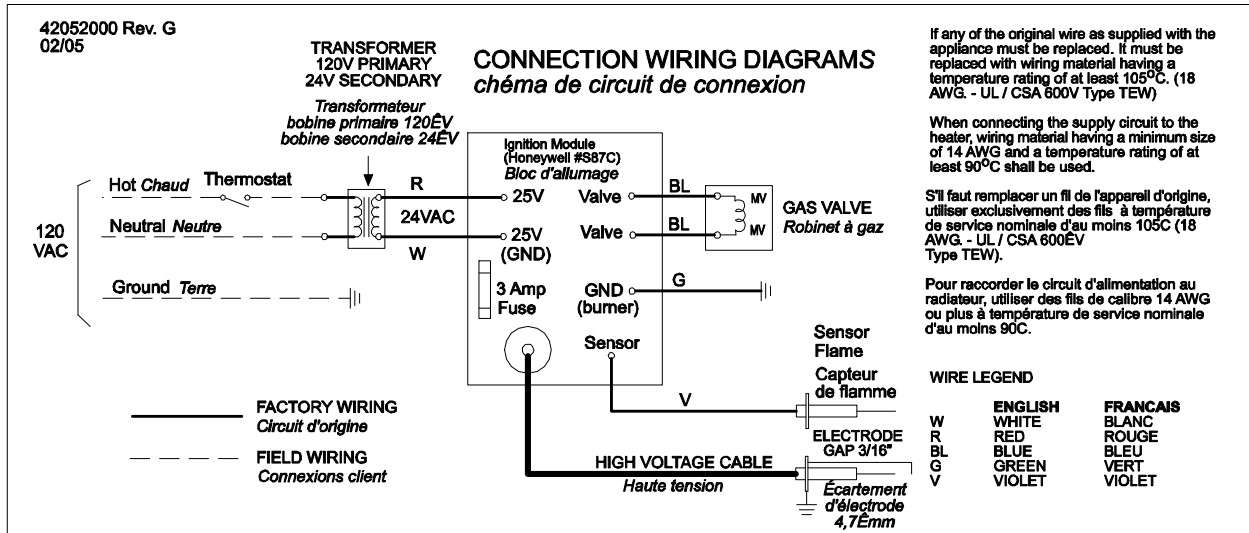 42052000 Rev. G
02/05
TRANSFORMER
120V PRIMARY
24V SECONDARY
Transformateur
bobine primaire 120ÊV
bobine secondaire 24ÊV
CONNECTION WIRING DIAGRAMS
chéma de circuit de connexion
Ignition Module
(Honeywell #S87C)
Bloc d'allumage
120
VAC
Hot Chaud
Thermostat
Neutral Neutre
Ground Terre
R
24VAC
W
25V
25V
(GND)
3 Amp
Fuse
Valve
Valve
GND
(burner)
Sensor
BL
BL
G
MV
MV
GAS VALVE
Robinet à gaz
V
Sensor
Flame
Capteur
de flamme
ELECTRODE
GAP 3/16"
HIGH VOLTAGE CABLE
Haute tension
Écartement
d'électrode
4,7Êmm
FACTORY WIRING
Circuit d'origine
FIELD WIRING
Connexions client
If any of the original wire as supplied with the
appliance must be replaced. It must be
replaced with wiring material having a
temperature rating of at least 105ºC. (18
AWG. - UL / CSA 600V Type TEW)
When connecting the supply circuit to the
heater, wiring material having a minimum size
of 14 AWG and a temperature rating of at
least 90ºC shall be used.
S'il faut remplacer un fil de l'appareil d'origine,
utiliser exclusivement des fils à température
de service nominale d'au moins 105C (18
AWG. - UL / CSA 600ÊV
Type TEW).
Pour raccorder le circuit d'alimentation au
radiateur, utiliser des fils de calibre 14 AWG
ou plus à température de service nominale
d'au moins 90C.
WIRE LEGEND
ENGLISH FRANCAIS
W WHITE BLANC
R RED ROUGE
BL BLUE BLEU
G GREEN VERT
V VIOLET VIOLET